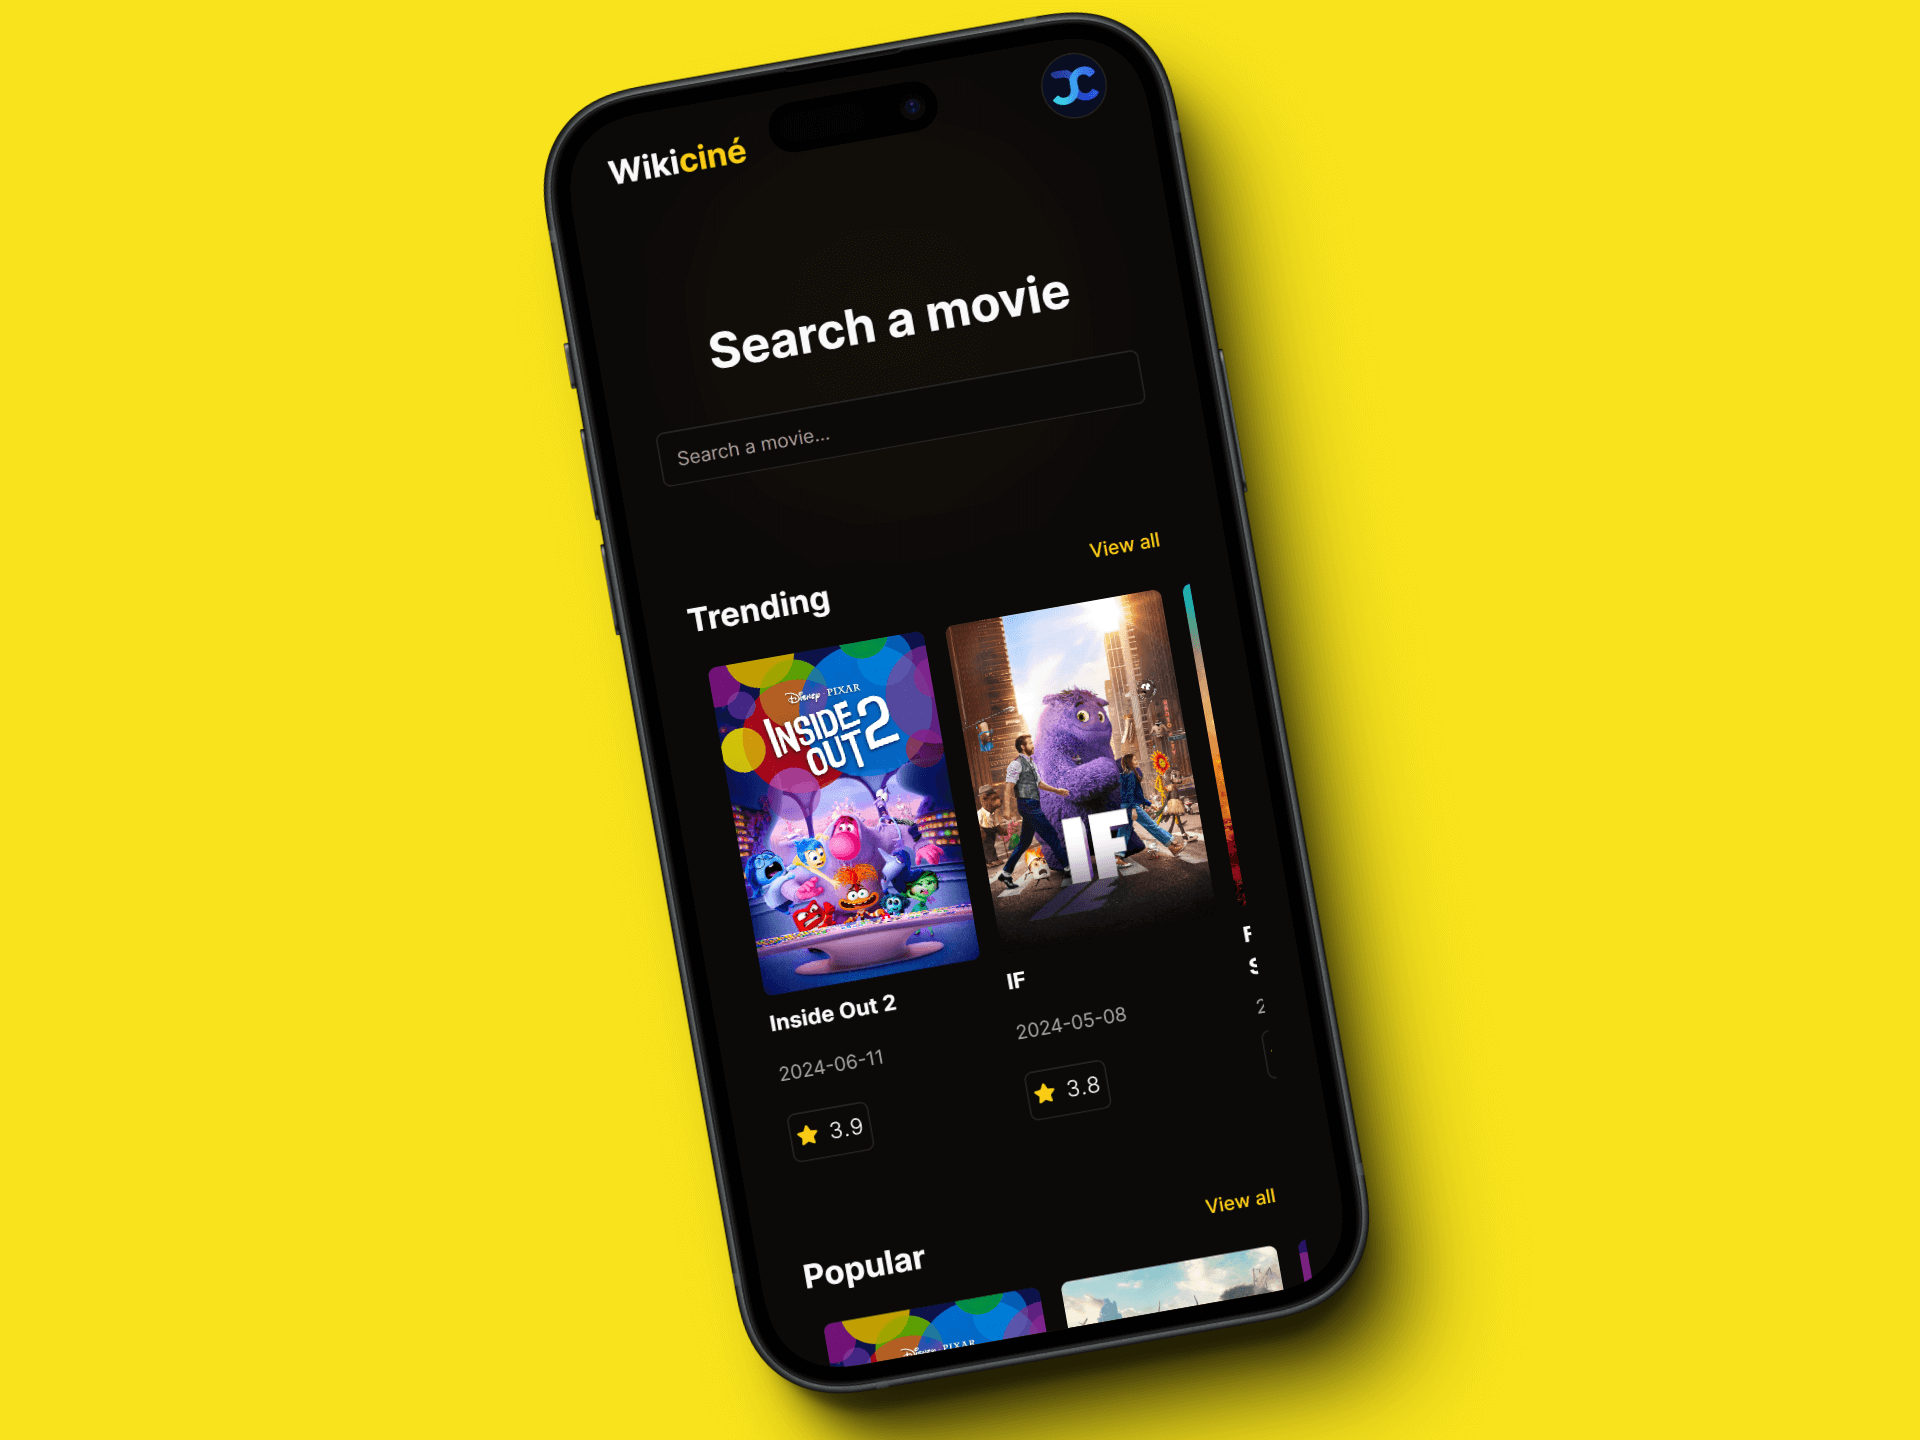 Wikiciné
Search a movie
Search a movie...
View all
Trending
Disney · PIXAR
INSIDE
OUT 2
IF
Inside Out 2
2024-06-11
3.9
IF
2024-05-08
3.8
F
S
2
View all
Popular
Disney · PIXAR